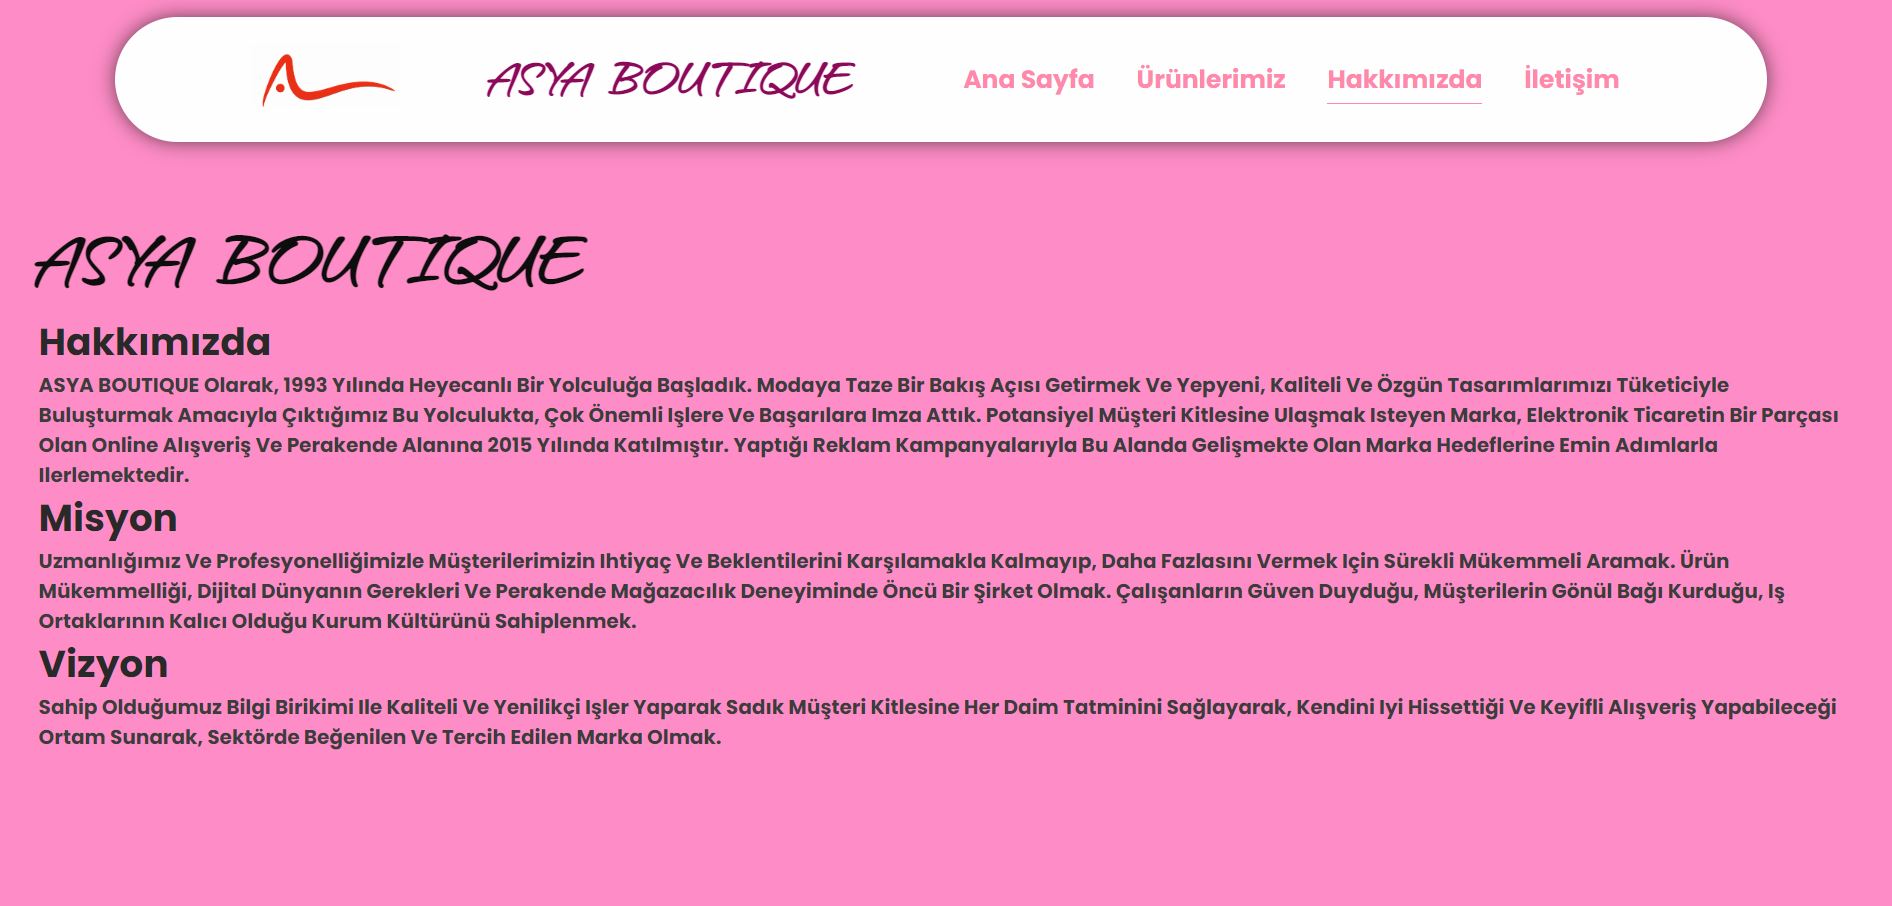 ASYA BOUTIQUE
Ana Sayfa Ürünlerimiz Hakkımızda İletişim
ASYA BOUTIQUE
Hakkımızda
ASYA BOUTIQUE Olarak, 1993 Yılında Heyecanlı Bir Yolculuğa Başladık. Modaya Taze Bir Bakış Açısı Getirmek Ve Yepyeni, Kaliteli Ve Özgün Tasarımlarımızı Tüketiciyle
Buluşturmak Amacıyla Çıktığımız Bu Yolculukta, Çok Önemli Işlere Ve Başarılara Imza Attık. Potansiyel Müşteri Kitlesine Ulaşmak Isteyen Marka, Elektronik Ticaretin Bir Parçası
Olan Online Alışveriş Ve Perakende Alanına 2015 Yılında Katılmıştır. Yaptığı Reklam Kampanyalarıyla Bu Alanda Gelişmekte Olan Marka Hedeflerine Emin Adımlarla
Ilerlemektedir.
Misyon
Uzmanlığımız Ve Profesyonelliğimizle Müşterilerimizin Ihtiyaç Ve Beklentilerini Karşılamakla Kalmayıp, Daha Fazlasını Vermek Için Sürekli Mükemmeli Aramak. Ürün
Mükemmelliği, Dijital Dünyanın Gerekleri Ve Perakende Mağazacılık Deneyiminde Öncü Bir Şirket Olmak. Çalışanların Güven Duyduğu, Müşterilerin Gönül Bağı Kurduğu, Iş
Ortaklarının Kalıcı Olduğu Kurum Kültürünü Sahiplenmek.
Vizyon
Sahip Olduğumuz Bilgi Birikimi Ile Kaliteli Ve Yenilikçi Işler Yaparak Sadık Müşteri Kitlesine Her Daim Tatminini Sağlayarak, Kendini Iyi Hissettiği Ve Keyifli Alışveriş Yapabileceği
Ortam Sunarak, Sektörde Beğenilen Ve Tercih Edilen Marka Olmak.